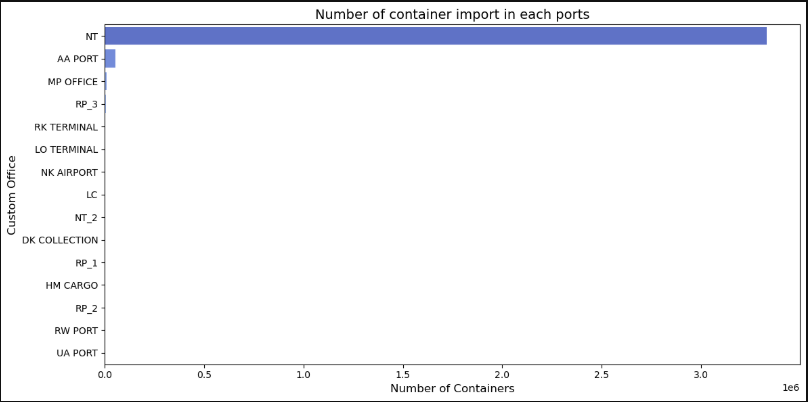 Number of container import in each ports
Custom Office
NT
AA PORT
MP OFFICE
RP_3
RK TERMINAL
LO TERMINAL
NK AIRPORT
LC
NT_2
DK COLLECTION
RP_1
HM CARGO
RP_2
RW PORT
UA PORT
0.0 0.5 1.0 1.5 2.0 2.5 3.0
1e6
Number of Containers